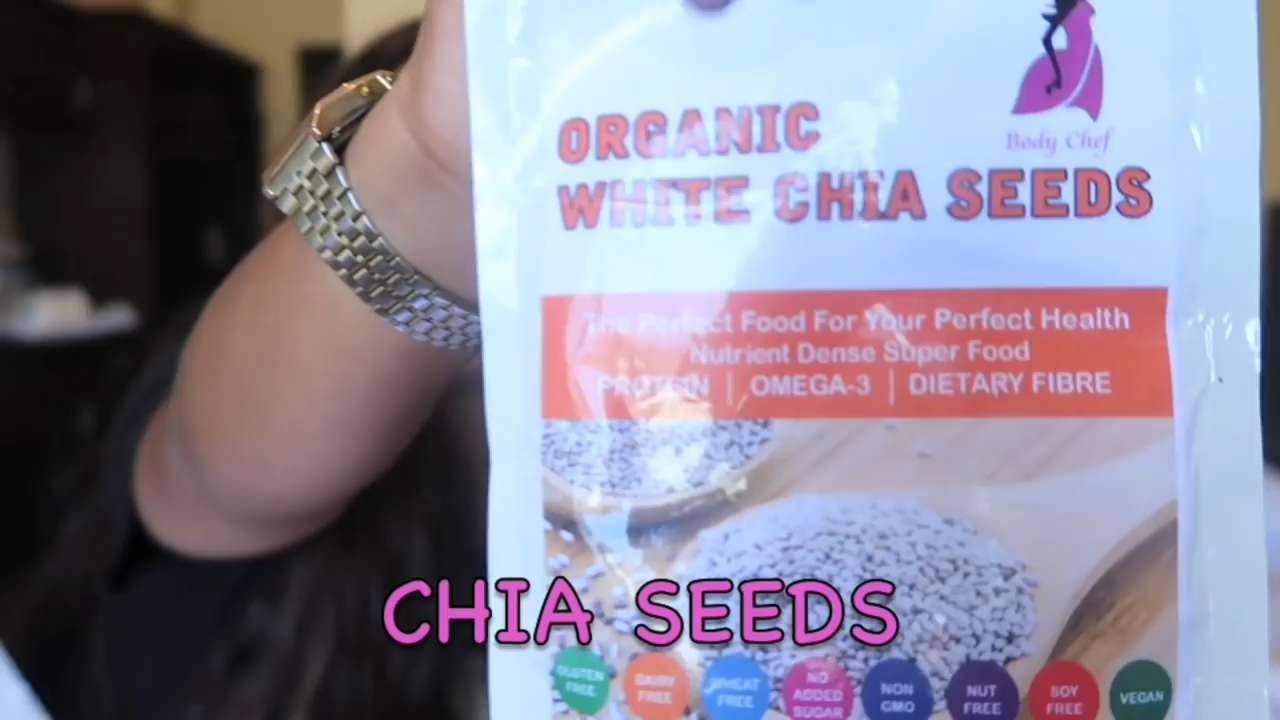 Body Chef
ORGANIC
WHITE CHIA SEEDS
The Perfect Food For Your Perfect Health
Nutrient Dense Super Food
PROTEIN | OMEGA-3 | DIETARY FIBRE
CHIA SEEDS
GLUTEN FREE
DAIRY FREE
WHEAT FREE
NO ADDED SUGAR
NON GMO
NUT FREE
SOY FREE
VEGAN